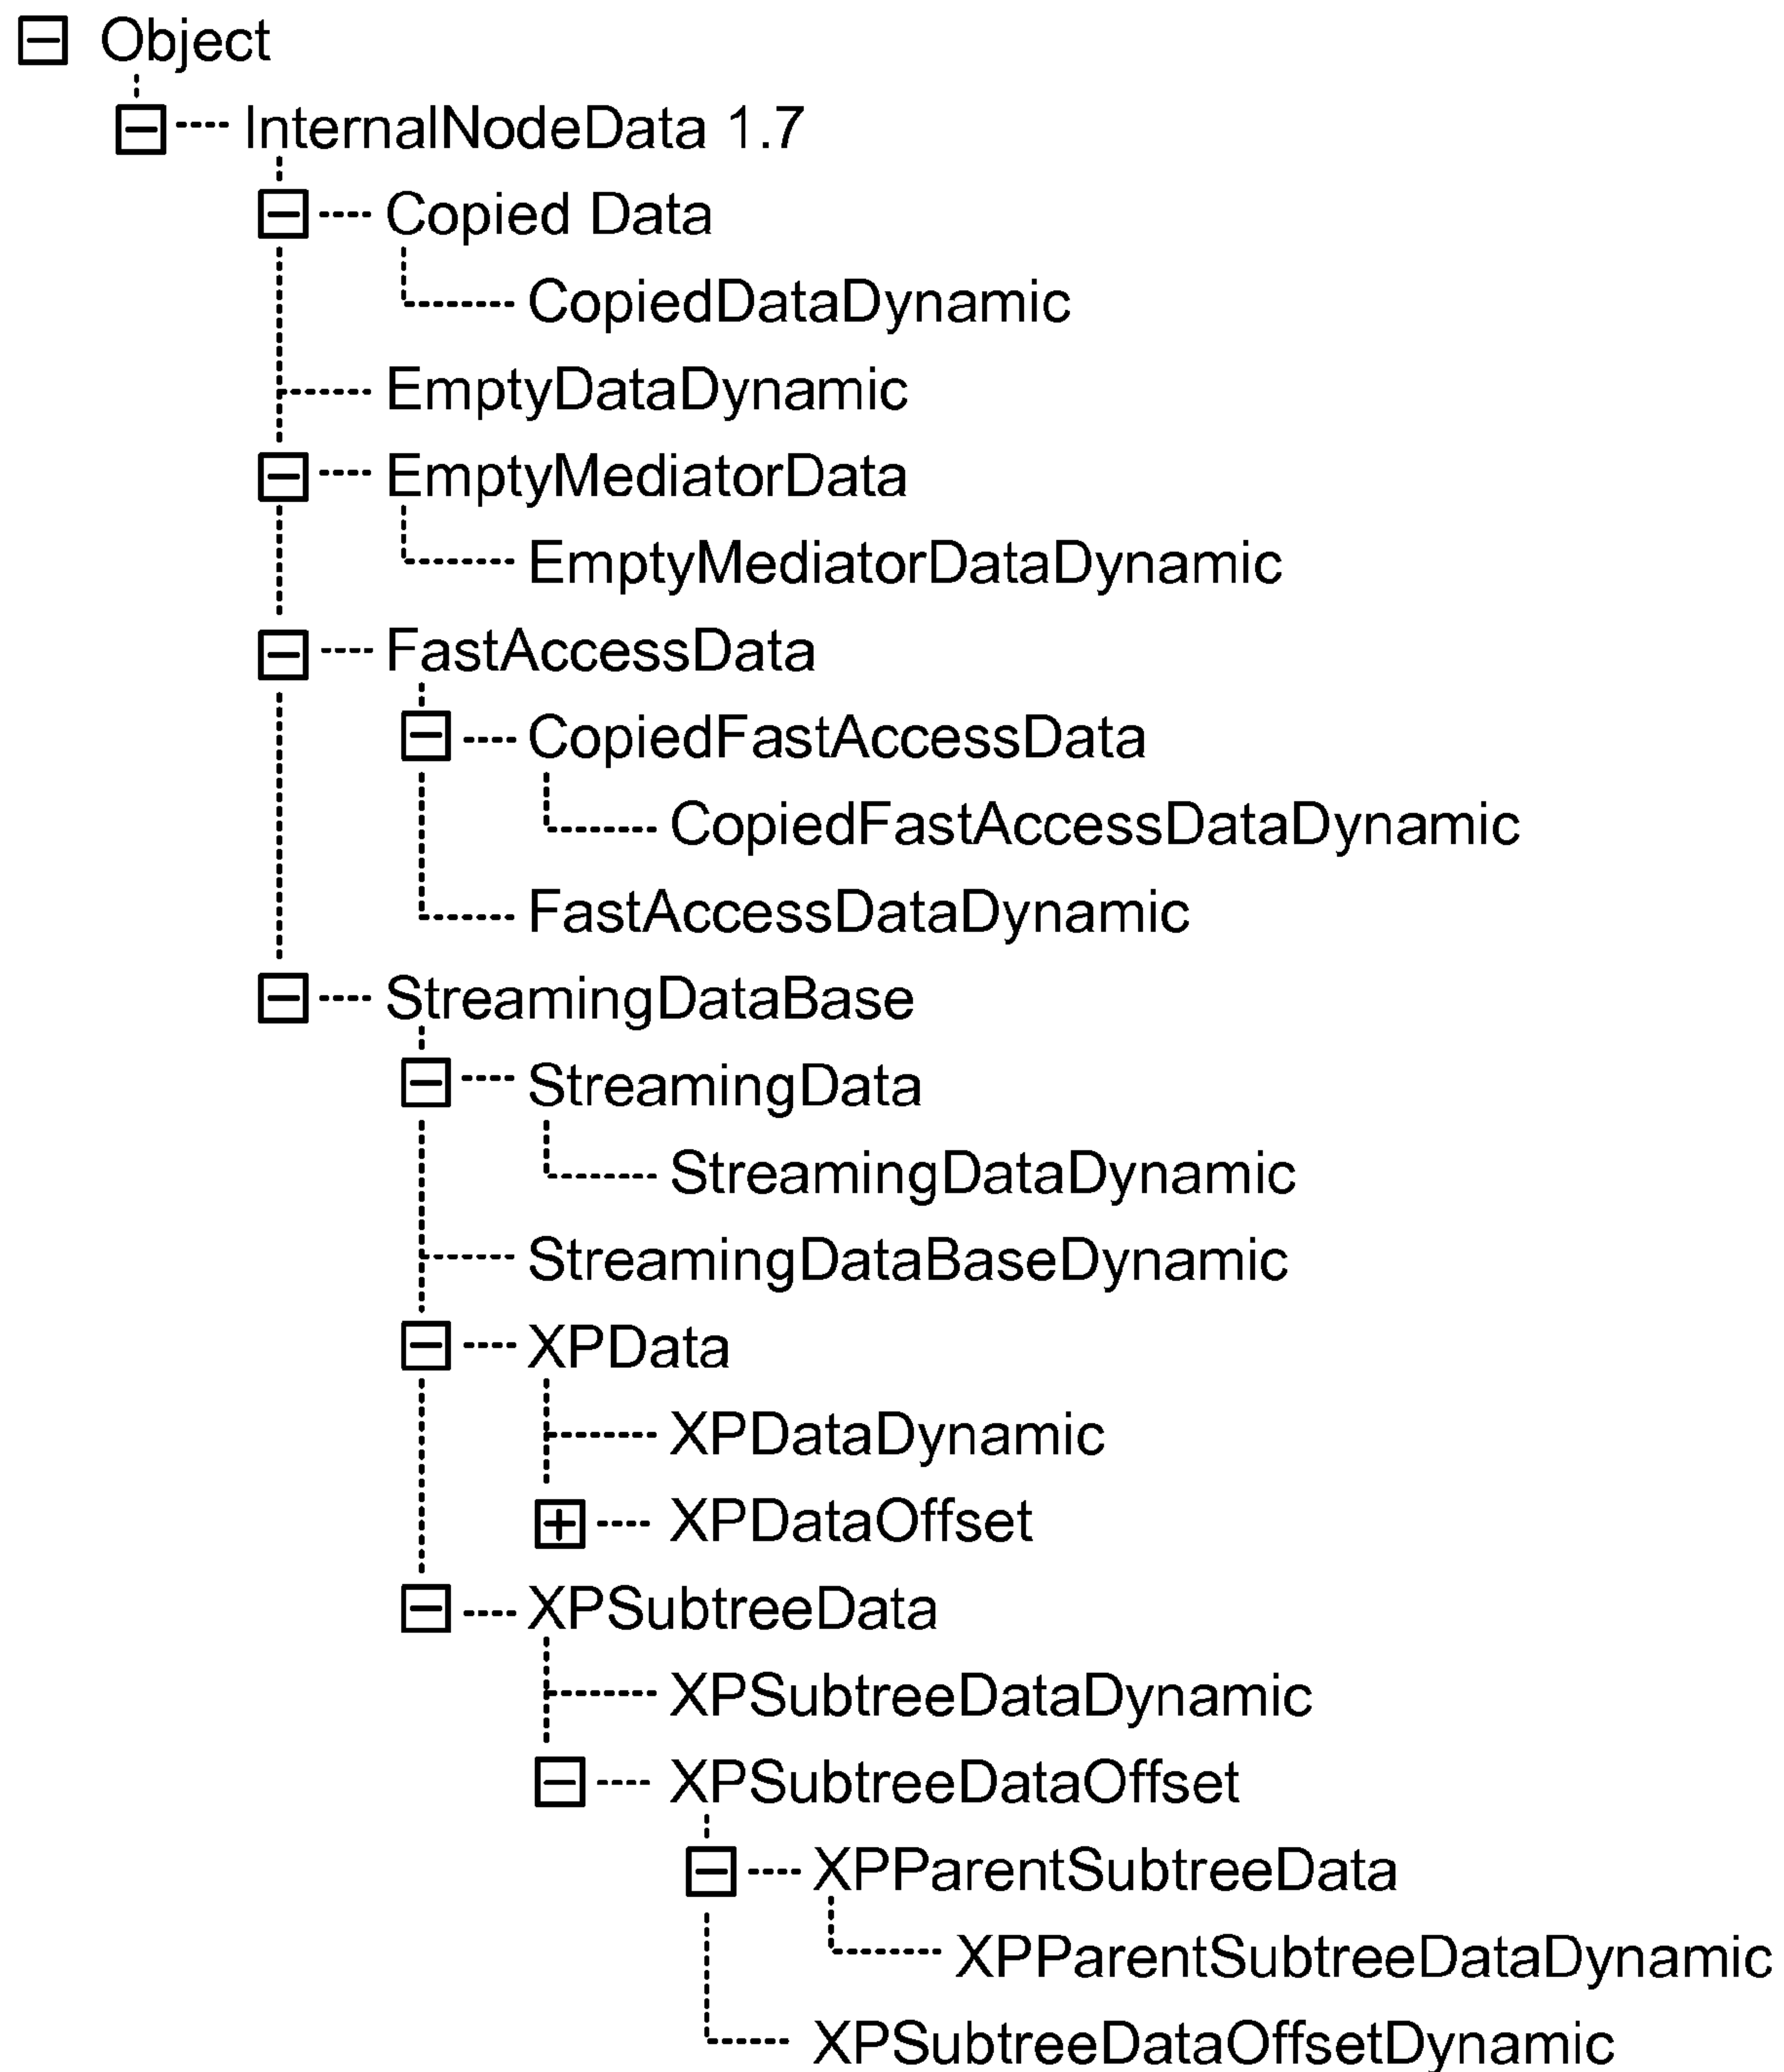 Object
InternalNodeData 1.7
Copied Data
CopiedDataDynamic
EmptyDataDynamic
EmptyMediatorData
EmptyMediatorDataDynamic
FastAccessData
CopiedFastAccessData
CopiedFastAccessDataDynamic
FastAccessDataDynamic
StreamingDataBase
StreamingData
StreamingDataDynamic
StreamingDataBaseDynamic
XPData
XPDataDynamic
XPDataOffset
XPSubtreeData
XPSubtreeDataDynamic
XPSubtreeDataOffset
XPParentSubtreeData
XPParentSubtreeDataDynamic
XPSubtreeDataOffsetDynamic